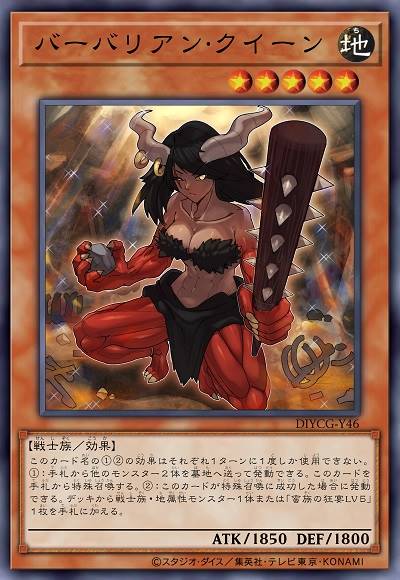 バーバリアン・クイーン
地
DIYCG-Y46
【戦士族／効果】
このカード名の①②の効果はそれぞれ1ターンに1度しか使用できない。
①：手札から他のモンスター2体を墓地へ送って発動できる。このカードを
手札から特殊召喚する。②：このカードが特殊召喚に成功した場合に発動
できる。デッキから戦士族・地属性モンスター1体または「蛮族の狂宴LV5」
1枚を手札に加える。
ATK/1850 DEF/1800
©スタジオ・ダイス／集英社・テレビ東京・KONAMI